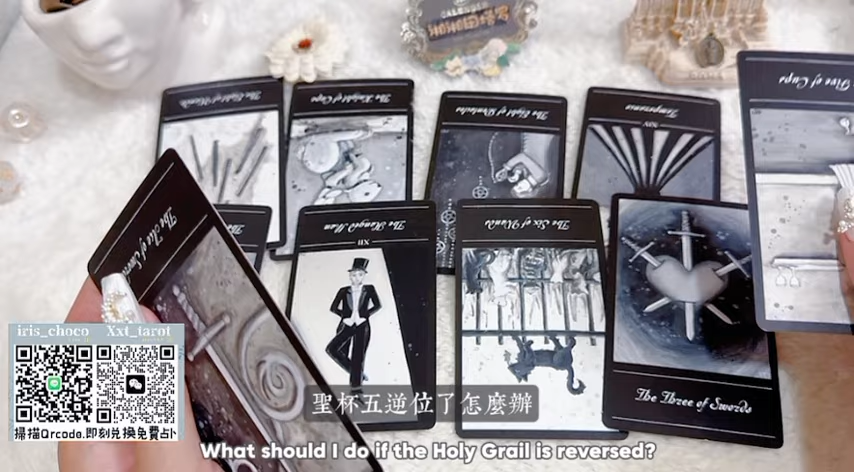 The Eight of Wands
The Knight of Cups
The Eight of Pentacles
Temperance
XIV
Five of Cups
The Ace of Swords
The Hanged Man
XII
The Six of Wands
The Three of Swords
iris_choco Xxt_tarot
掃描Qrcode.即刻兌換免費占卜
聖杯五逆位了怎麼辦
What should I do if the Holy Grail is reversed?